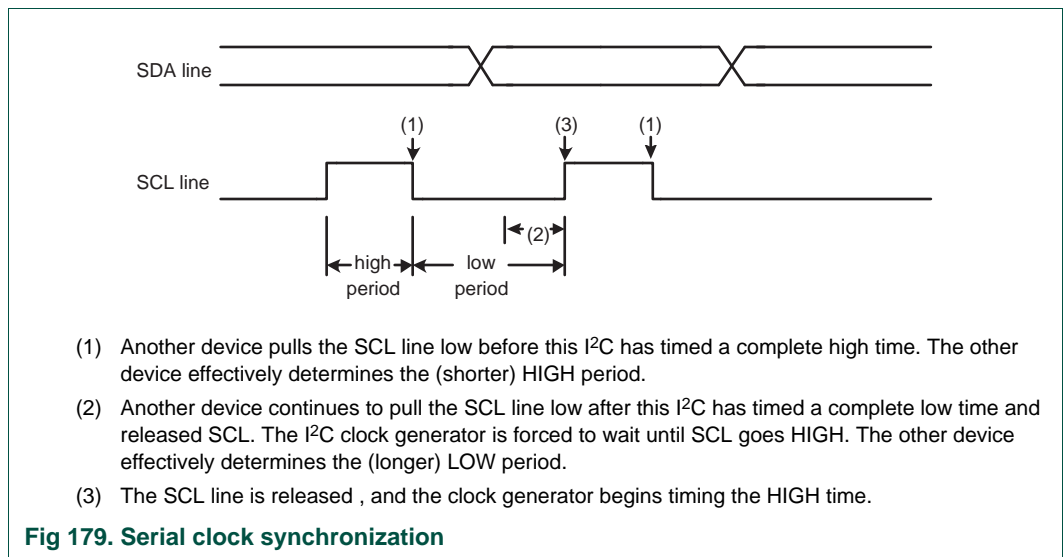 SDA line
(1)
(3)
(1)
SCL line
(2)
high
period
low
period
(1) Another device pulls the SCL line low before this I²C has timed a complete high time. The other
device effectively determines the (shorter) HIGH period.
(2) Another device continues to pull the SCL line low after this I²C has timed a complete low time and
released SCL. The I²C clock generator is forced to wait until SCL goes HIGH. The other device
effectively determines the (longer) LOW period.
(3) The SCL line is released , and the clock generator begins timing the HIGH time.
Fig 179. Serial clock synchronization